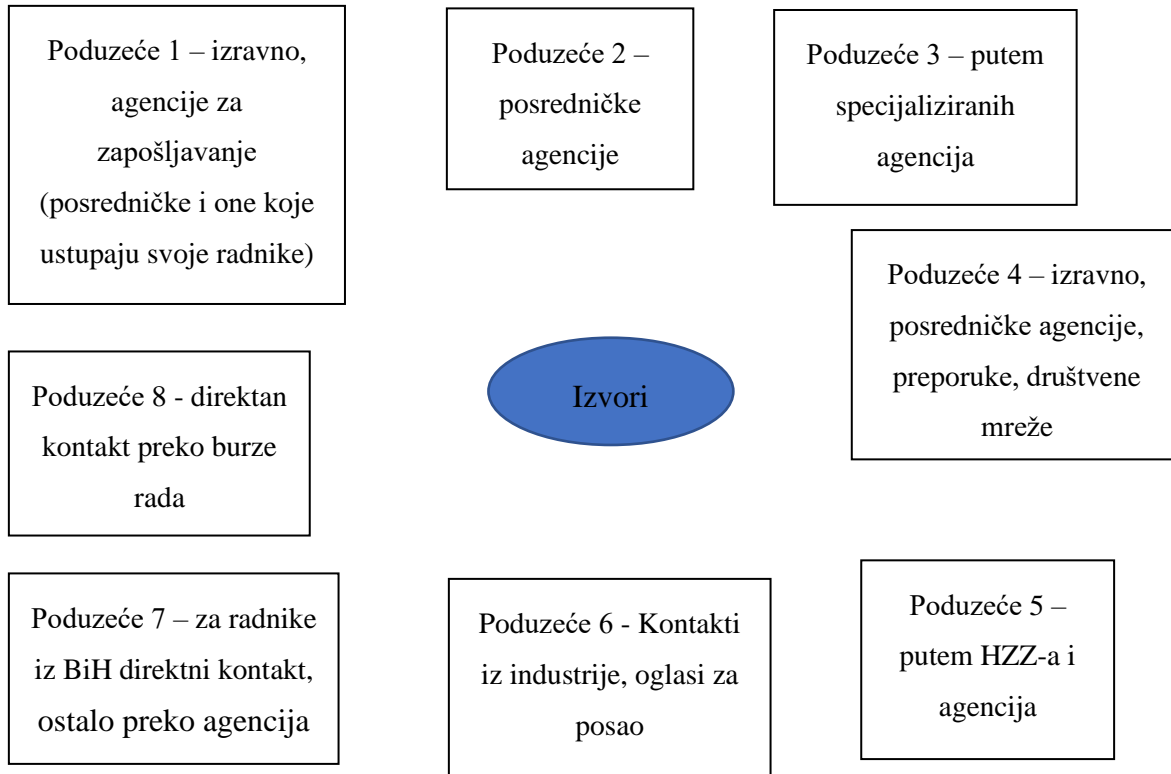 Poduzeće 1 – izravno,
agencije za
zapošljavanje
(posredničke i one koje
ustupaju svoje radnike)
Poduzeće 2 –
posredničke
agencije
Poduzeće 3 – putem
specijaliziranih
agencija
Poduzeće 4 – izravno,
posredničke agencije,
preporuke, društvene
mreže
Izvori
Poduzeće 8 - direktan
kontakt preko burze
rada
Poduzeće 7 – za radnike
iz BiH direktni kontakt,
ostalo preko agencija
Poduzeće 6 - Kontakti
iz industrije, oglasi za
posao
Poduzeće 5 –
putem HZZ-a i
agencija